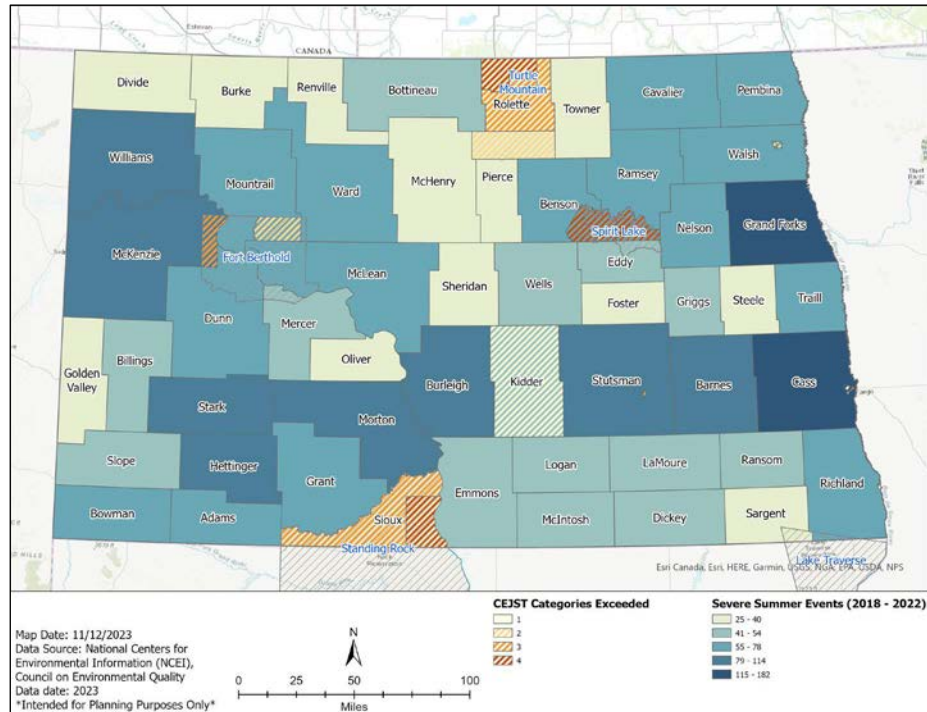 Estevan
CANADA
Divide
Burke
Renville
Bottineau
Turtle
Mountain
Rolette
Towner
Cavalier
Pembina
Williams
Mountrail
Ward
McHenry
Pierce
Benson
Ramsey
Walsh
McKenzie
Fort Berthold
McLean
Sheridan
Wells
Spirit Lake
Eddy
Nelson
Grand Forks
Dunn
Mercer
Oliver
Foster
Griggs
Steele
Traill
Golden
Valley
Billings
Stark
Morton
Burleigh
Kidder
Stutsman
Barnes
Cass
Slope
Hettinger
Grant
Sioux
Emmons
Logan
LaMoure
Ransom
Richland
Bowman
Adams
Standing Rock
McIntosh
Dickey
Sargent
Lake Traverse
Esri Canada, Esri, HERE, Garmin, USGS, NGA, EPA, USDA, NPS
Map Date: 11/12/2023
Data Source: National Centers for
Environmental Information (NCEI),
Council on Environmental Quality
Data date: 2023
*Intended for Planning Purposes Only*
N
0 25 50 100
Miles
CEJST Categories Exceeded
1
2
3
4
Severe Summer Events (2018 - 2022)
25 - 40
41 - 54
55 - 78
79 - 114
115 - 182